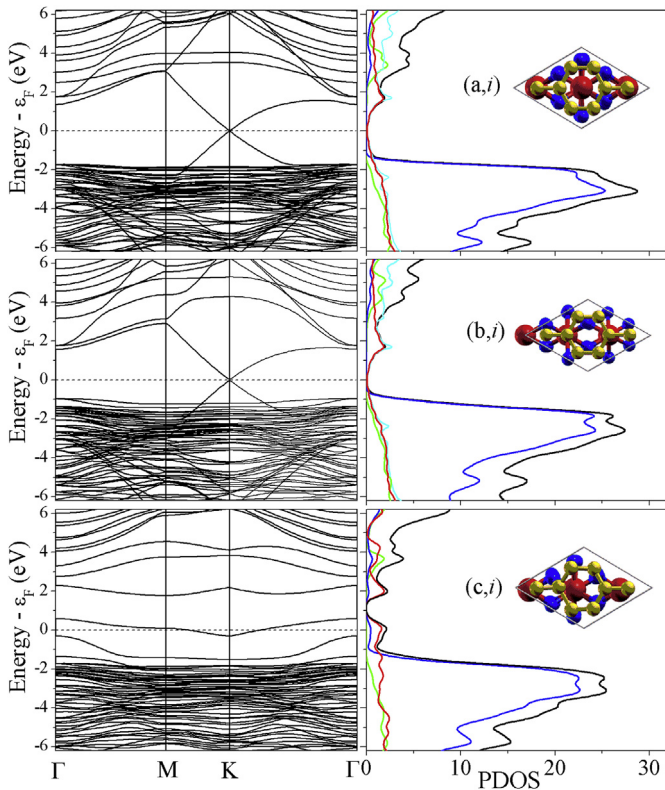 6
4
2
0
-2
-4
-6
Energy - εF (eV)
(a,i)
6
4
2
0
-2
-4
-6
Energy - εF (eV)
(b,i)
6
4
2
0
-2
-4
-6
Energy - εF (eV)
(c,i)
Γ M K Γ
0 10 20 30
PDOS